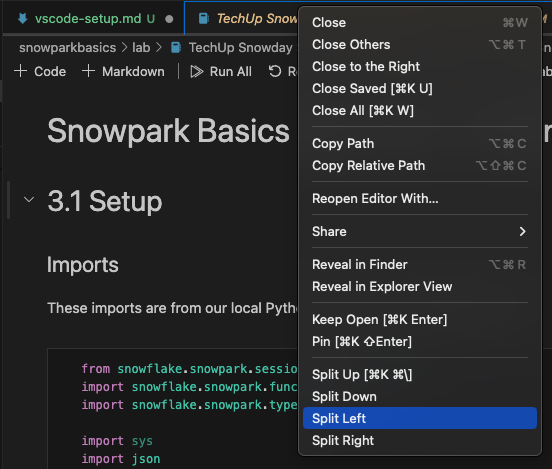 vscode-setup.md U
TechUp Snow
snowparkbasics > lab > TechUp Snowday
+ Code + Markdown Run All R
Snowpark Basics
3.1 Setup
Imports
These imports are from our local Pyth
from snowflake.snowpark.sessio
import snowflake.snowpark.func
import snowflake.snowpark.type
import sys
import json
Close ⌘W
Close Others ⌥⌘T
Close to the Right
Close Saved [⌘K U]
Close All [⌘K W]
Copy Path ⌥⌘C
Copy Relative Path ⌥⇧⌘C
Reopen Editor With...
Share
Reveal in Finder ⌥⌘R
Reveal in Explorer View
Keep Open [⌘K Enter]
Pin [⌘K ⇧Enter]
Split Up [⌘K ⌘\]
Split Down
Split Left
Split Right